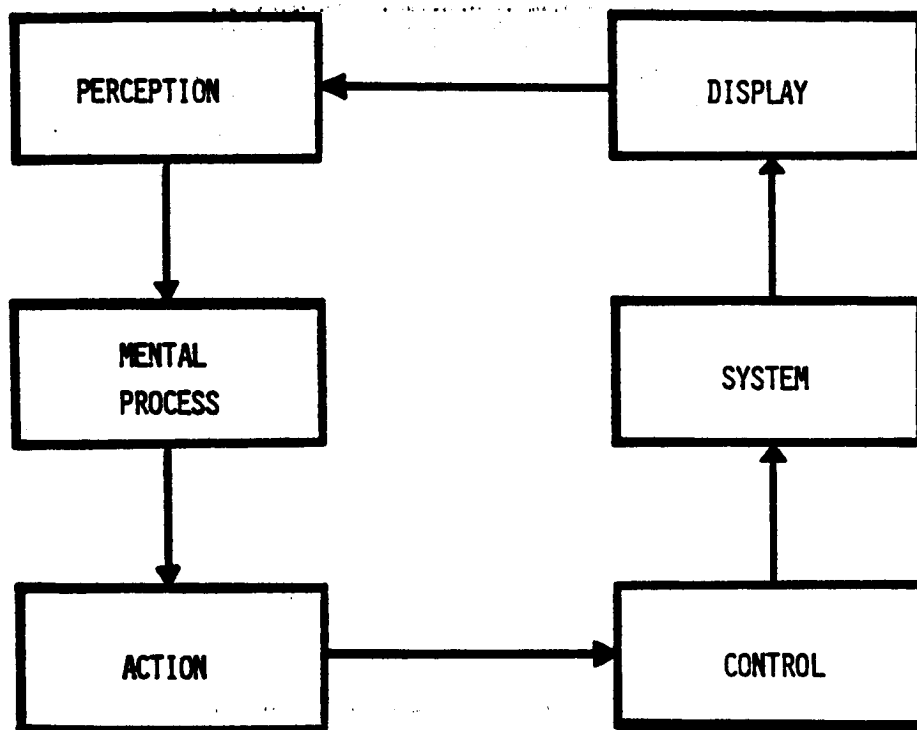 PERCEPTION
DISPLAY
MENTAL
PROCESS
SYSTEM
ACTION
CONTROL